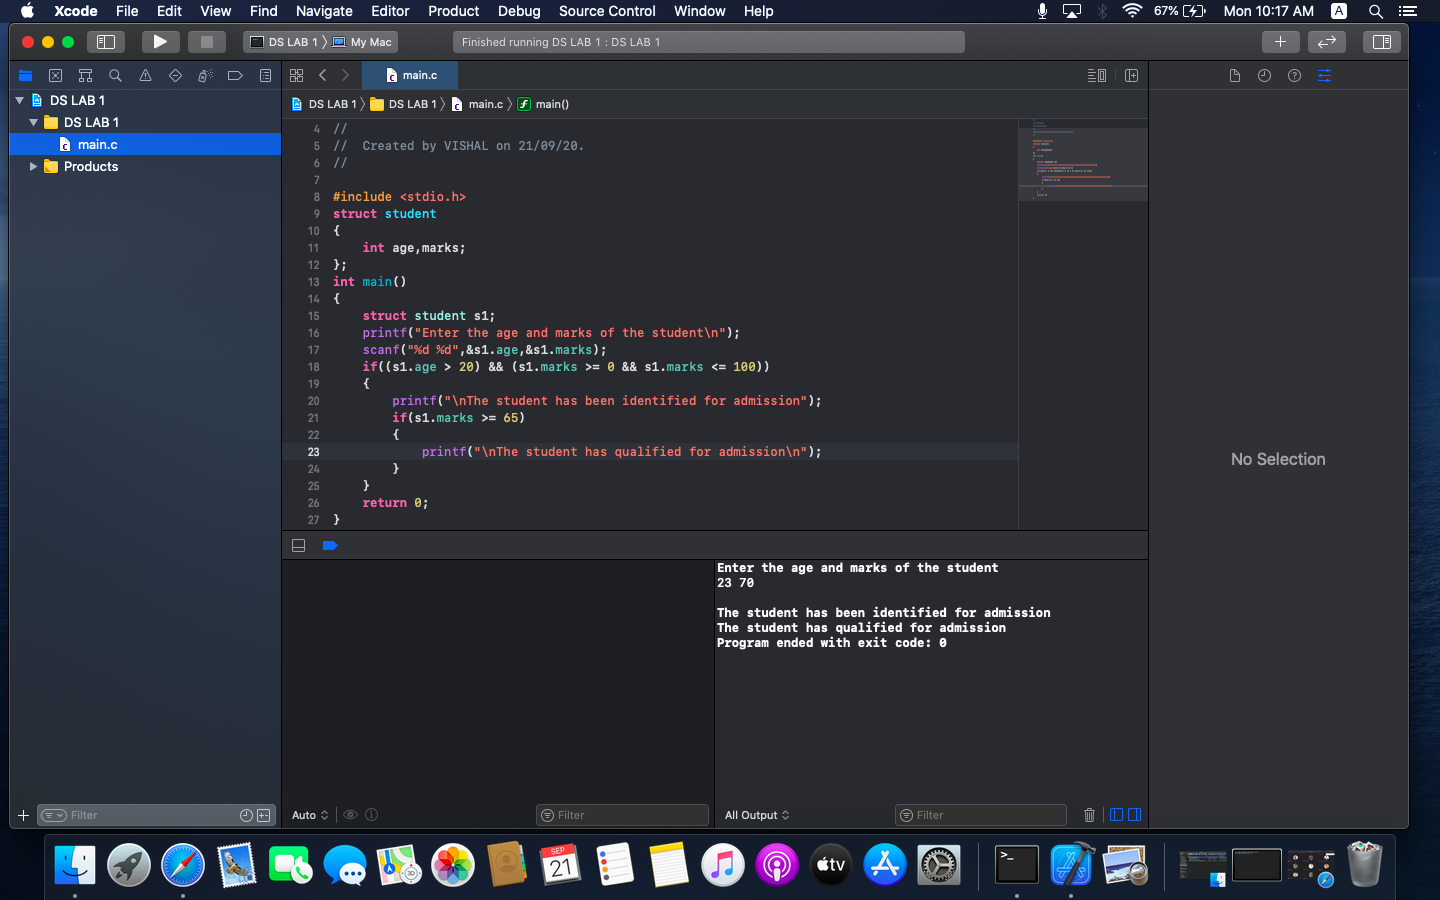 Xcode File Edit View Find Navigate Editor Product Debug Source Control Window Help 67% Mon 10:17 AM A
DS LAB 1 My Mac Finished running DS LAB 1 : DS LAB 1
main.c
DS LAB 1
DS LAB 1
main.c
Products
DS LAB 1 DS LAB 1 main.c main()
4 //
5 //  Created by VISHAL on 21/09/20.
6 //
7
8 #include <stdio.h>
9 struct student
10 {
11     int age,marks;
12 };
13 int main()
14 {
15     struct student s1;
16     printf("Enter the age and marks of the student\n");
17     scanf("%d %d",&s1.age,&s1.marks);
18     if((s1.age > 20) && (s1.marks >= 0 && s1.marks <= 100))
19     {
20         printf("\nThe student has been identified for admission");
21         if(s1.marks >= 65)
22         {
23             printf("\nThe student has qualified for admission\n");
24         }
25     }
26     return 0;
27 }
No Selection
Enter the age and marks of the student
23 70
The student has been identified for admission
The student has qualified for admission
Program ended with exit code: 0
Filter
Auto Filter
All Output Filter
SEP
21
3D
tv
>_